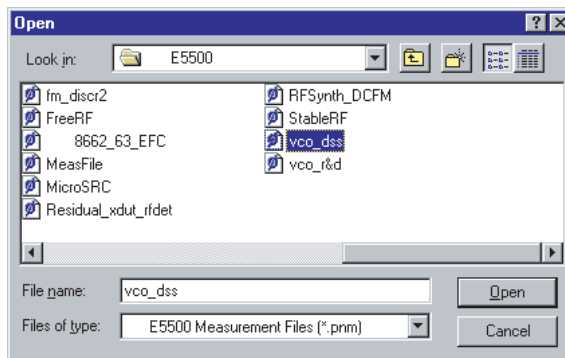 Open
Look in: E5500
fm_discr2
FreeRF
8662_63_EFC
MeasFile
MicroSRC
Residual_xdut_rfdet
RFSynth_DCFM
StableRF
vco_dss
vco_r&d
File name: vco_dss
Open
Files of type: E5500 Measurement Files (*.pnm)
Cancel